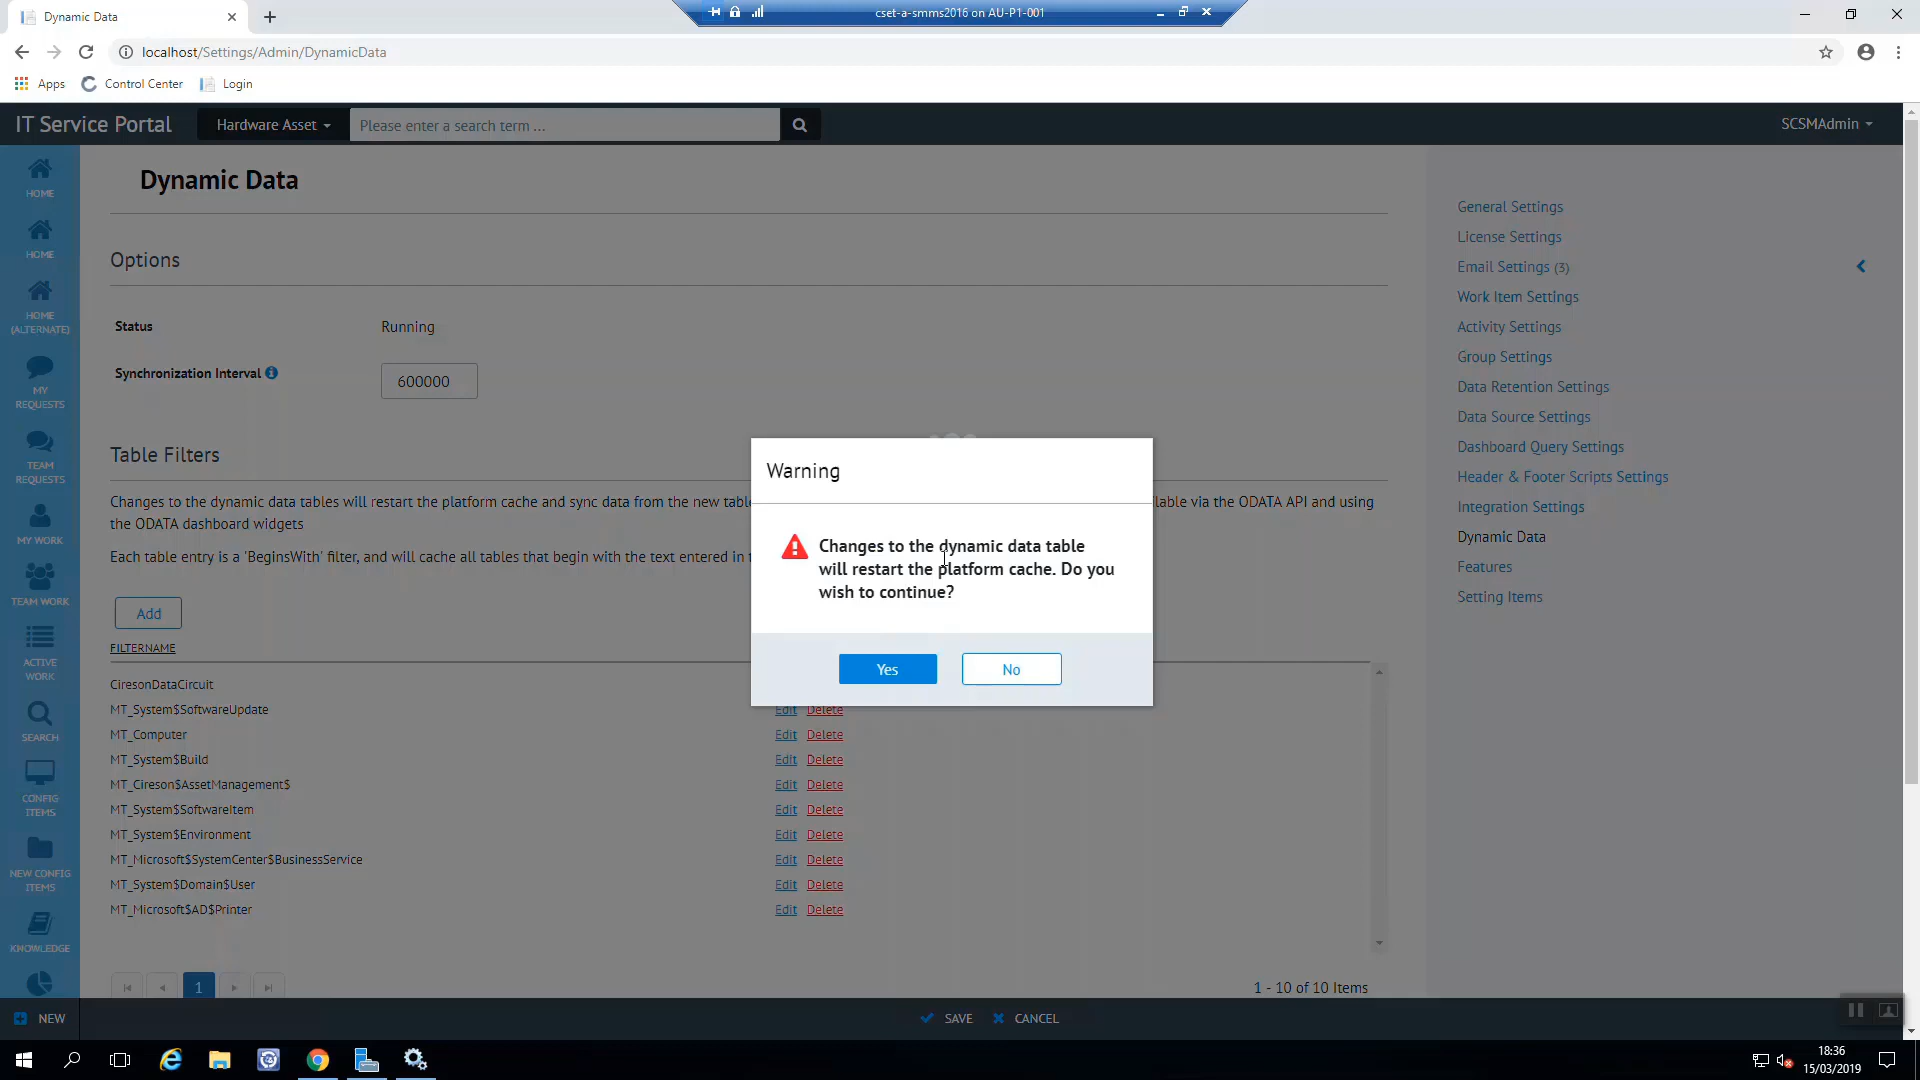 Dynamic Data
cset-a-smms2016 on AU-P1-001
localhost/Settings/Admin/DynamicData
Apps
Control Center
Login
IT Service Portal
Hardware Asset
Please enter a search term ...
SCSMAdmin
HOME
HOME
HOME
(ALTERNATE)
MY
REQUESTS
TEAM
REQUESTS
MY WORK
TEAM WORK
ACTIVE
WORK
SEARCH
CONFIG
ITEMS
NEW CONFIG
ITEMS
KNOWLEDGE
Dynamic Data
Options
Status
Running
Synchronization Interval
600000
Table Filters
Changes to the dynamic data tables will restart the platform cache and sync data from the new table
lable via the ODATA API and using
the ODATA dashboard widgets
Each table entry is a 'BeginsWith' filter, and will cache all tables that begin with the text entered in t
Add
FILTERNAME
CiresonDataCircuit
MT_System$SoftwareUpdate Edit Delete
MT_Computer Edit Delete
MT_System$Build Edit Delete
MT_Cireson$AssetManagement$ Edit Delete
MT_System$SoftwareItem Edit Delete
MT_System$Environment Edit Delete
MT_Microsoft$SystemCenter$BusinessService Edit Delete
MT_System$Domain$User Edit Delete
MT_Microsoft$AD$Printer Edit Delete
1
1 - 10 of 10 Items
Warning
Changes to the dynamic data table
will restart the platform cache. Do you
wish to continue?
Yes
No
General Settings
License Settings
Email Settings (3)
Work Item Settings
Activity Settings
Group Settings
Data Retention Settings
Data Source Settings
Dashboard Query Settings
Header & Footer Scripts Settings
Integration Settings
Dynamic Data
Features
Setting Items
NEW
SAVE
CANCEL
18:36
15/03/2019